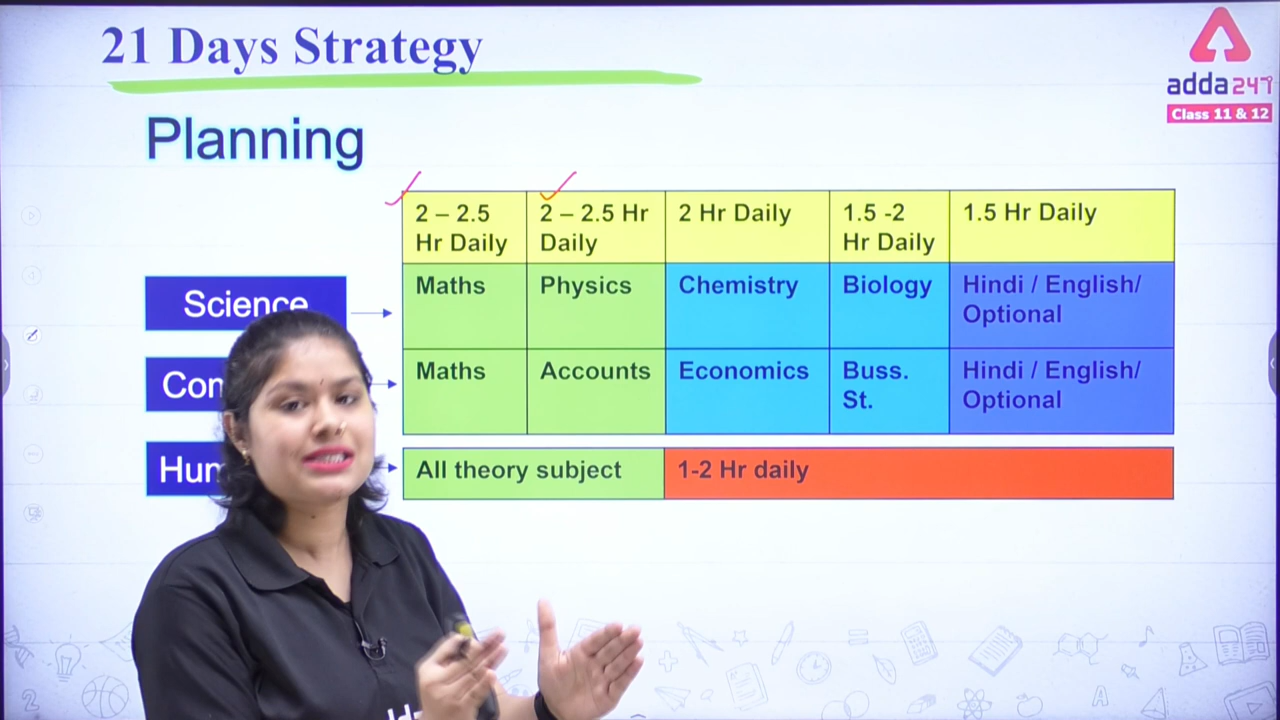 21 Days Strategy
adda247
Class 11 & 12
Planning
2 – 2.5
Hr Daily
2 – 2.5 Hr
Daily
2 Hr Daily
1.5 -2
Hr Daily
1.5 Hr Daily
Science
Maths
Physics
Chemistry
Biology
Hindi / English/
Optional
Com
Maths
Accounts
Economics
Buss.
St.
Hindi / English/
Optional
Hum
All theory subject
1-2 Hr daily